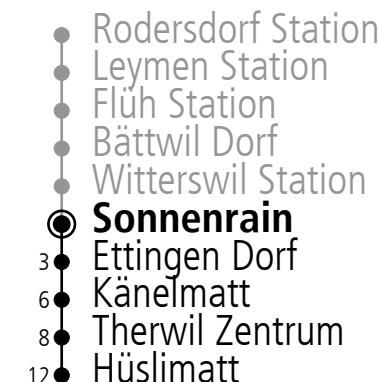 Rodersdorf Station
Leymen Station
Flüh Station
Bättwil Dorf
Witterswil Station
Sonnenrain
3 Ettingen Dorf
6 Känelmatt
8 Therwil Zentrum
12 Hüslimatt